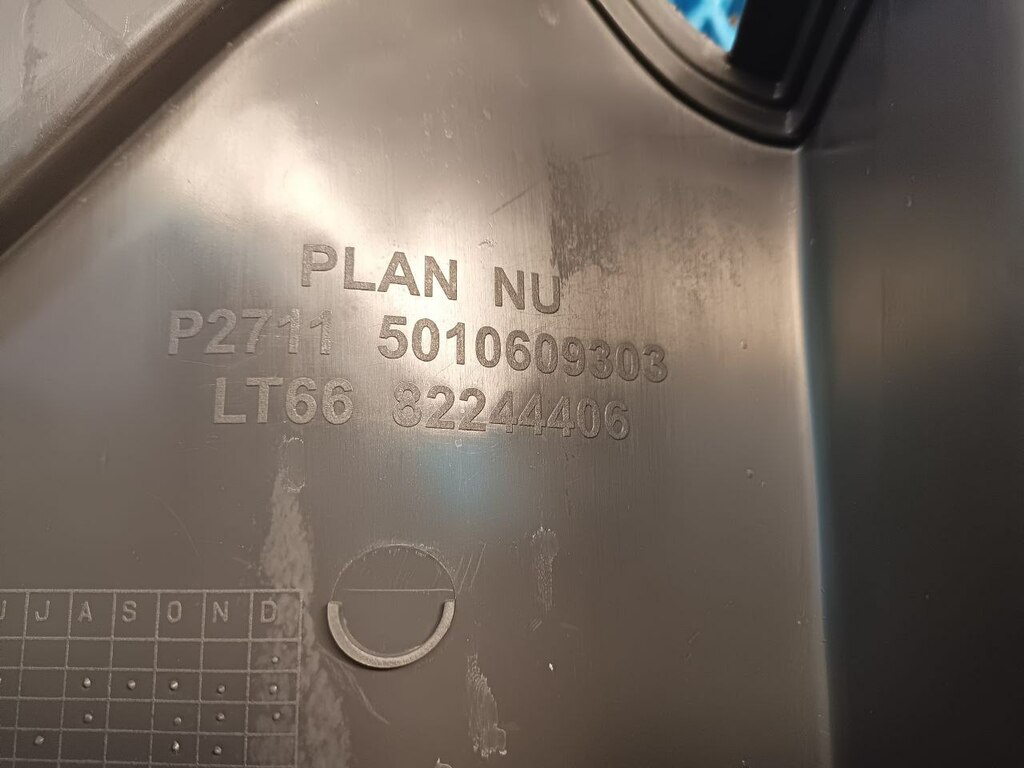 PLAN NU
P2711 5010609303
LT66 82244406
J J A S O N D